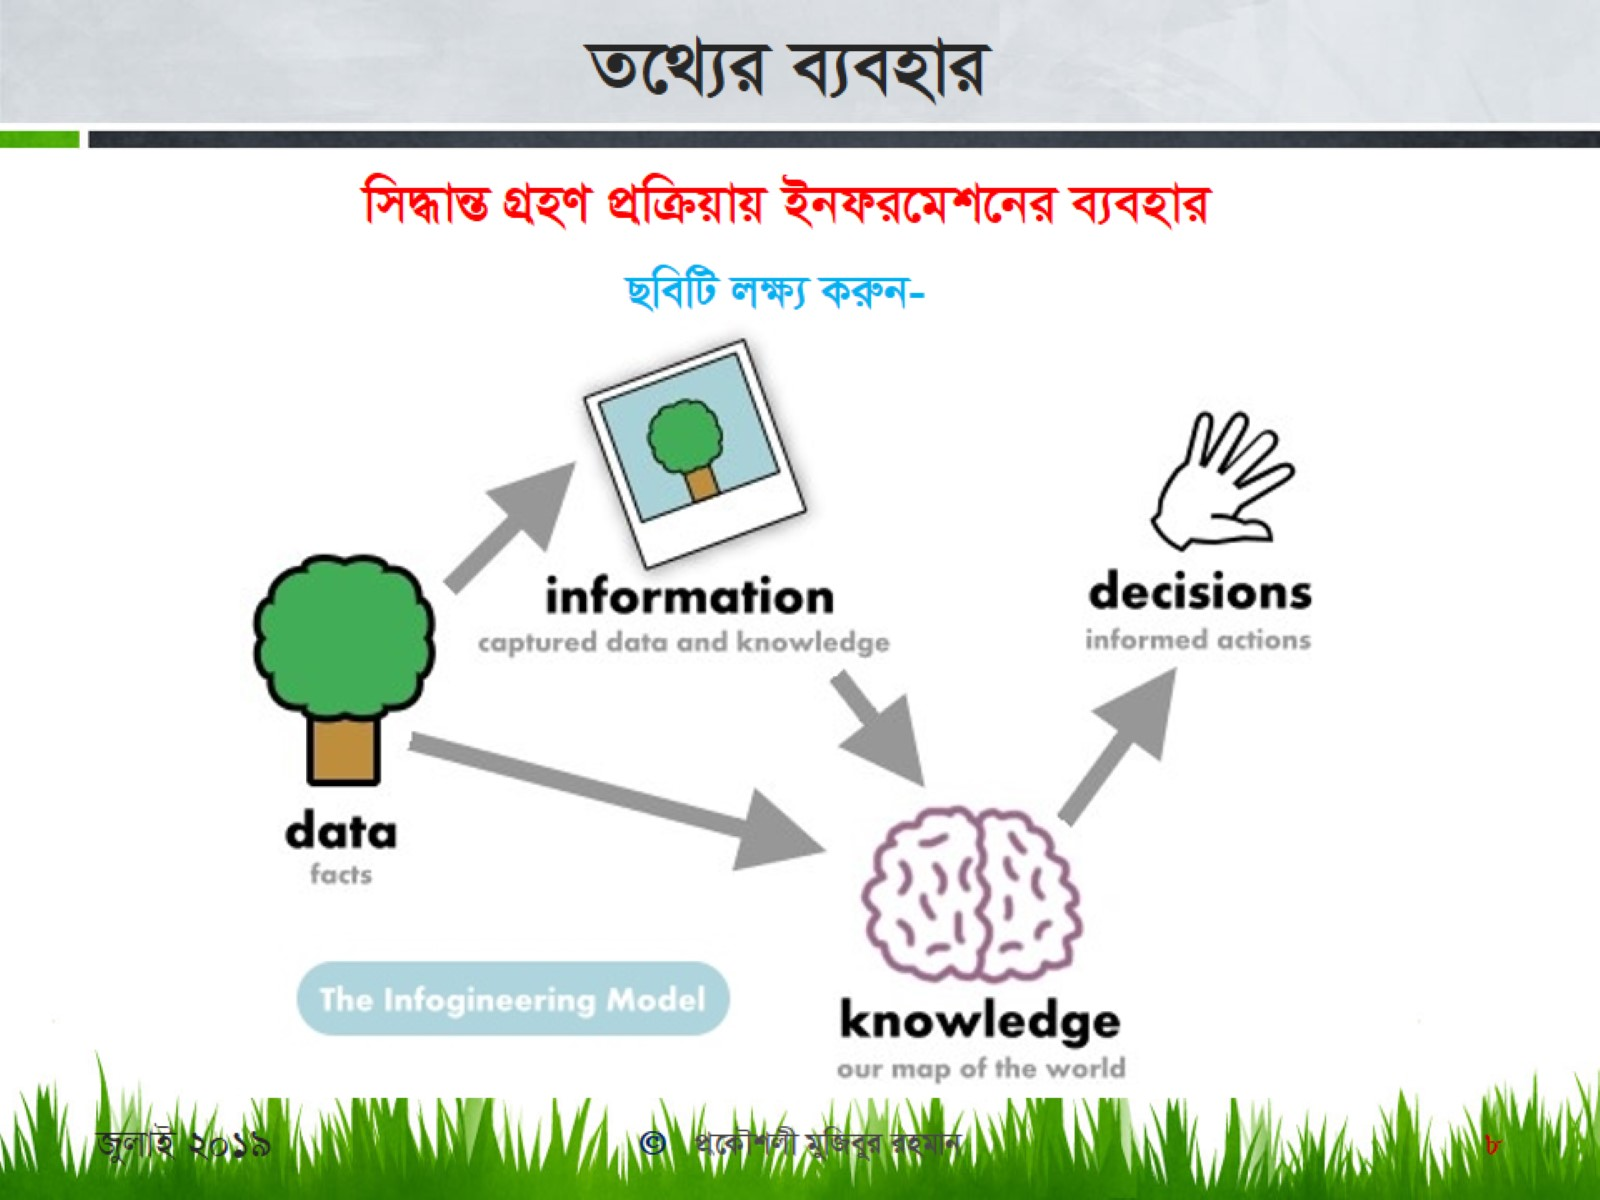 তথ্যের ব্যবহার
সিদ্ধান্ত গ্রহণ প্রক্রিয়ায় ইনফরমেশনের ব্যবহার
ছবিটি লক্ষ্য করুন-
information
captured data and knowledge
decisions
informed actions
data
facts
The Infogineering Model
knowledge
our map of the world
জুলাই ২০১৯
© প্রকৌশলী মুজিবুর রহমান
৮